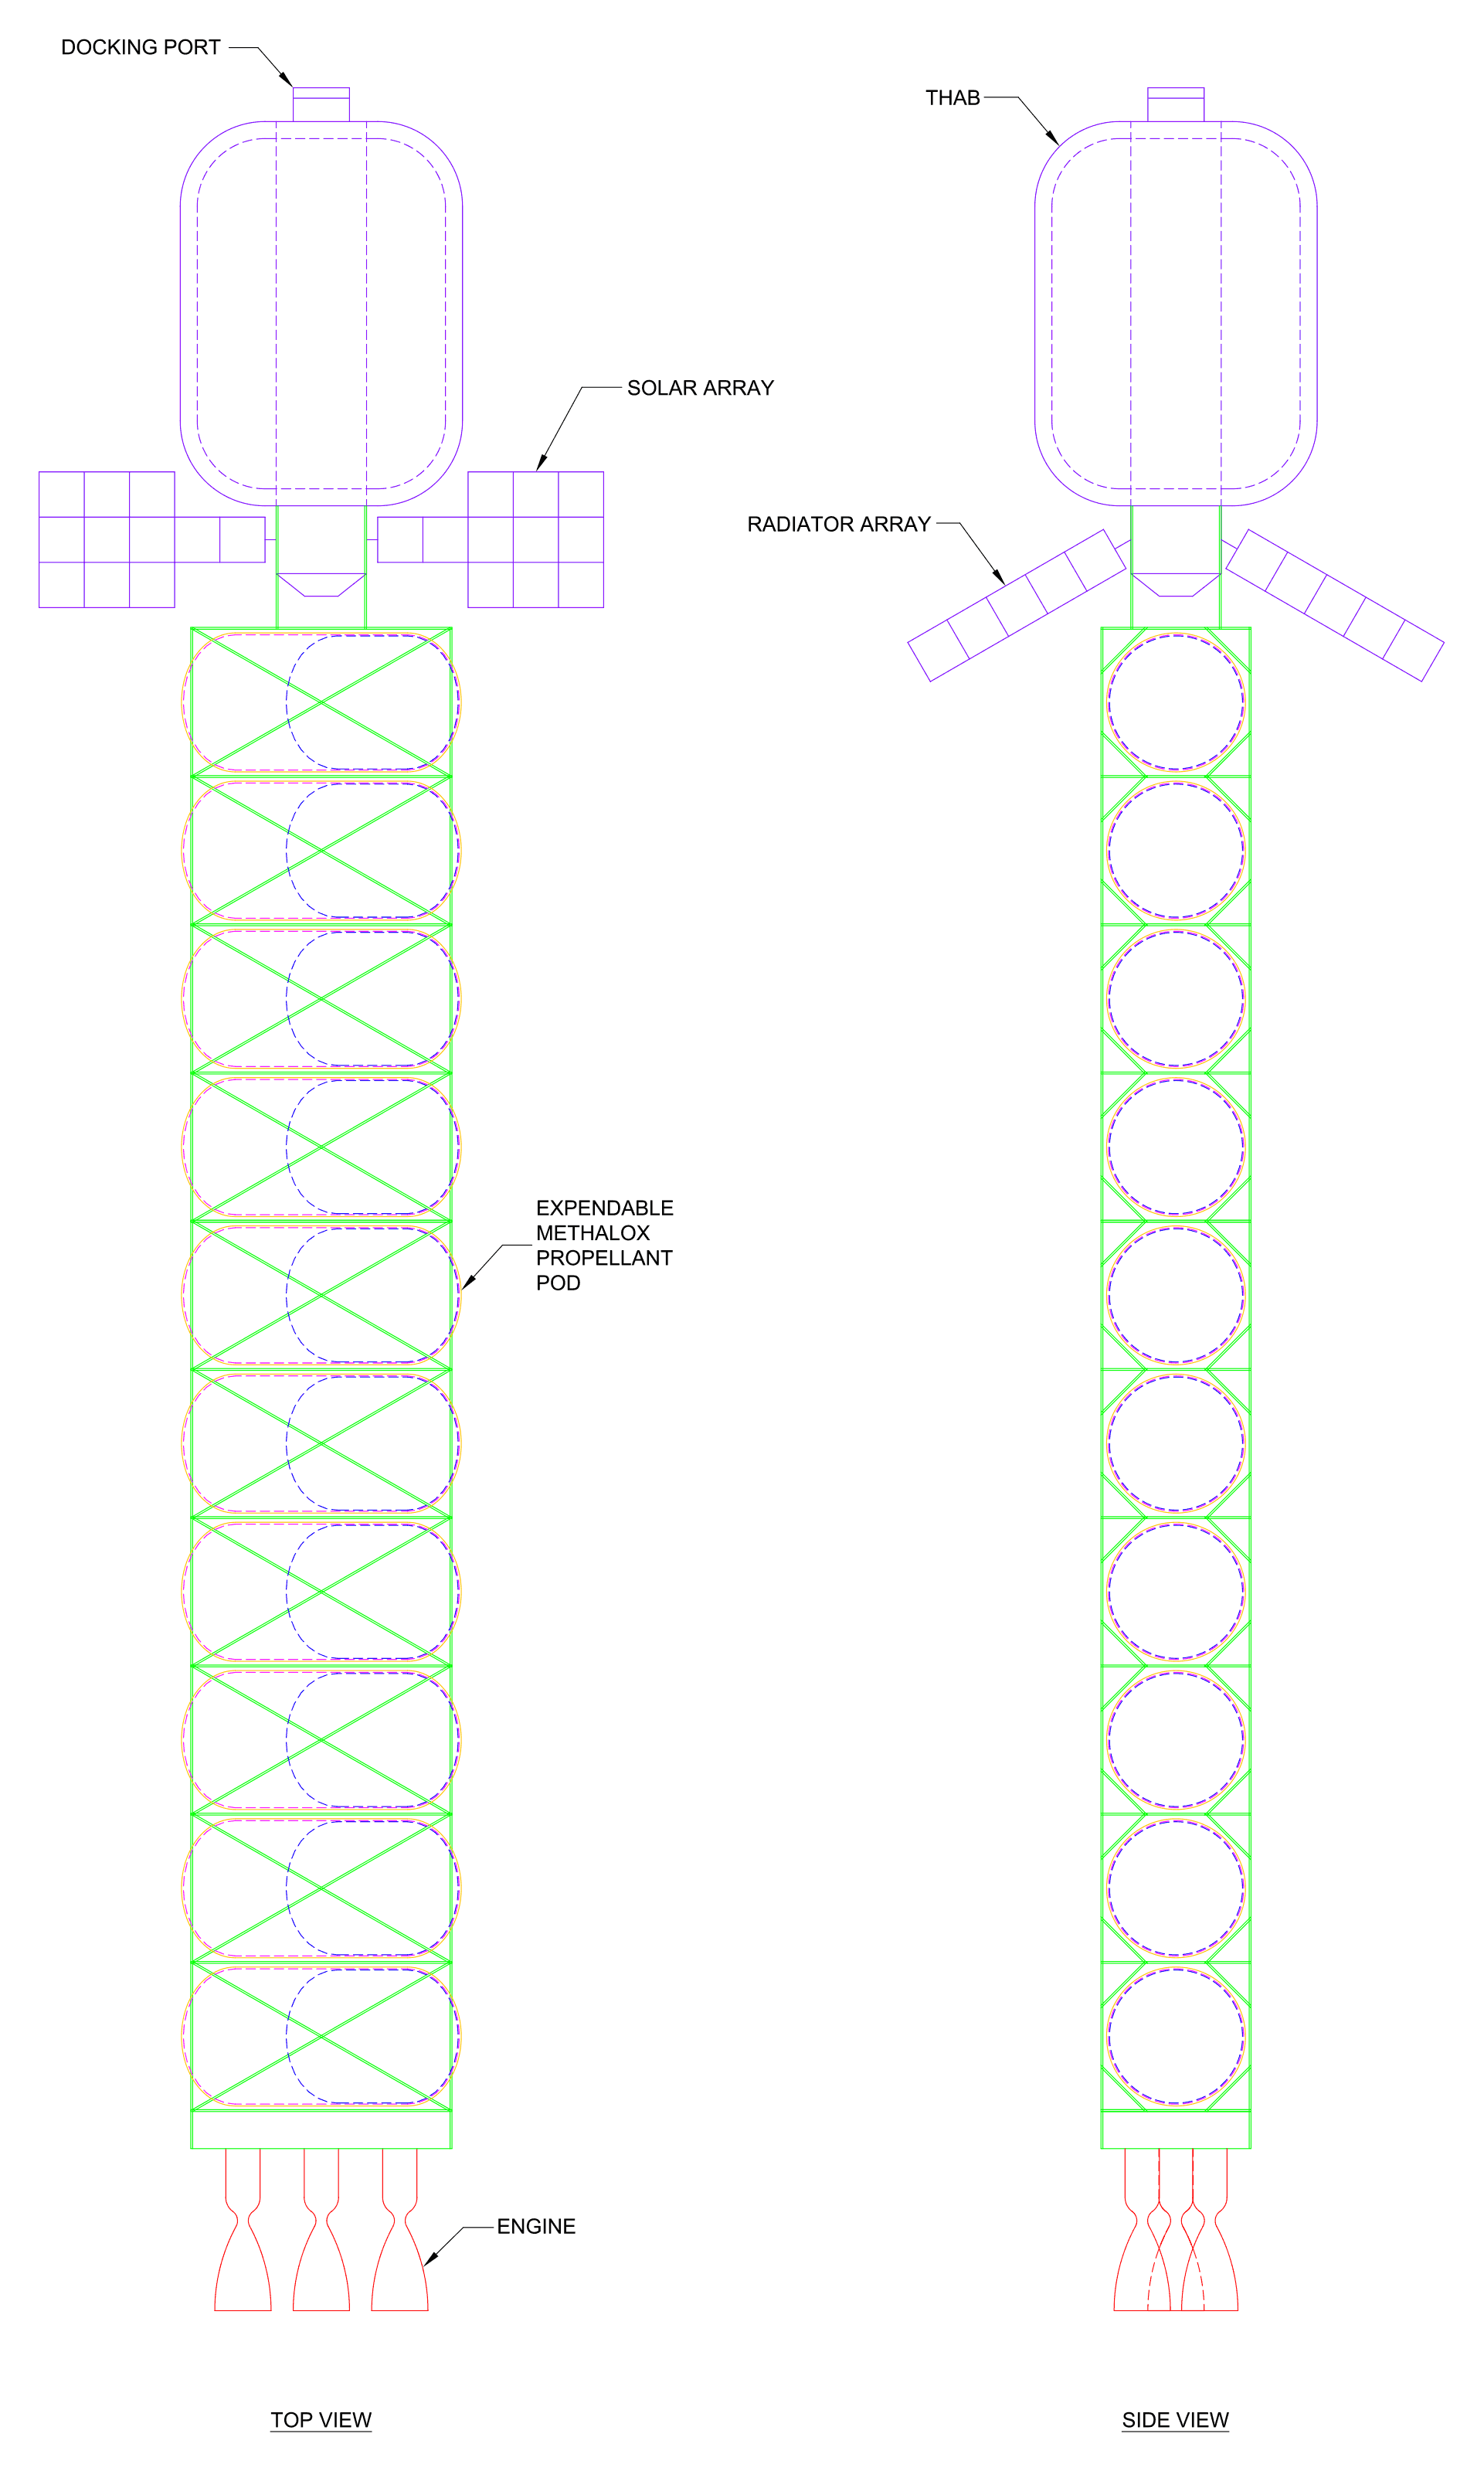 DOCKING PORT
THAB
SOLAR ARRAY
RADIATOR ARRAY
EXPENDABLE
METHALOX
PROPELLANT
POD
ENGINE
TOP VIEW
SIDE VIEW